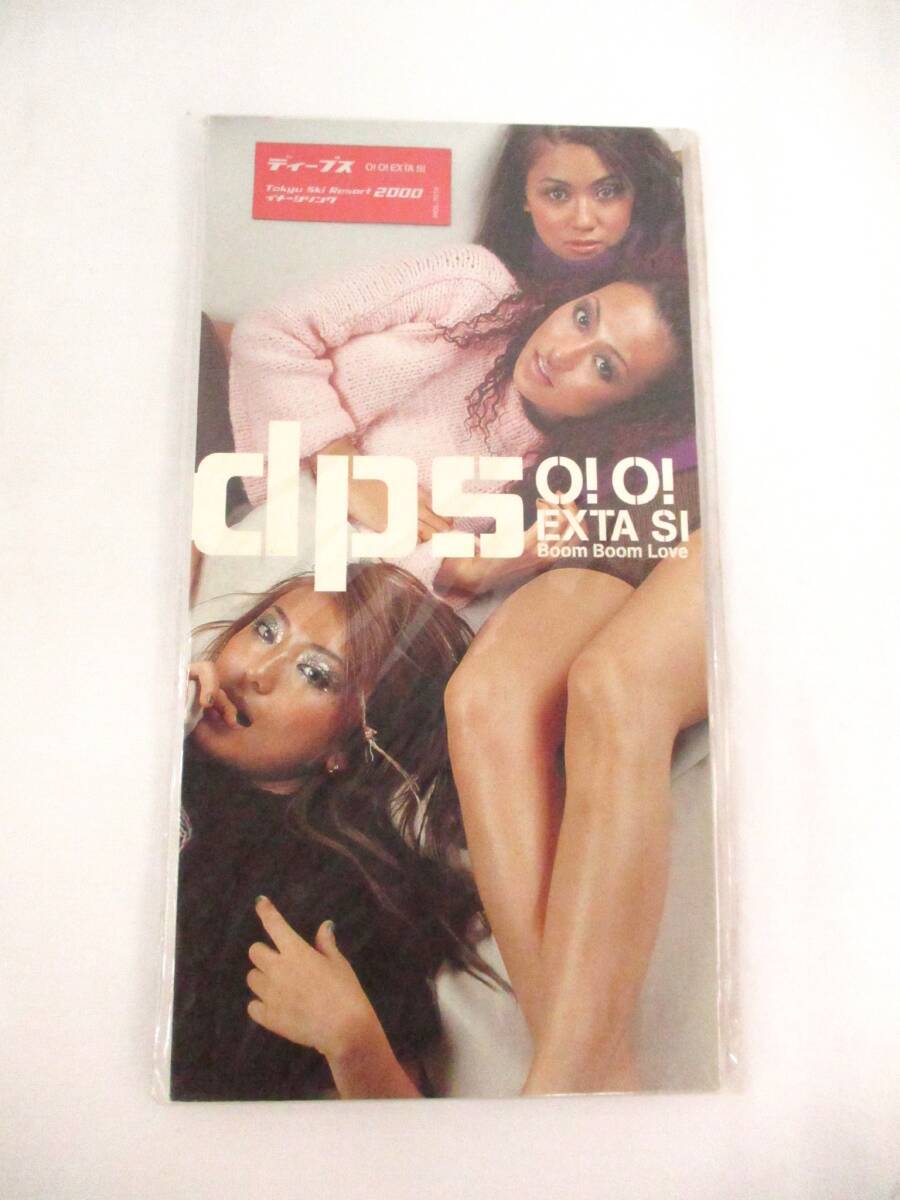 ディープス O! O! EXTA SI
Tokyu Ski Resort 2000
イメージソング
dps
O! O!
EXTA SI
Boom Boom Love